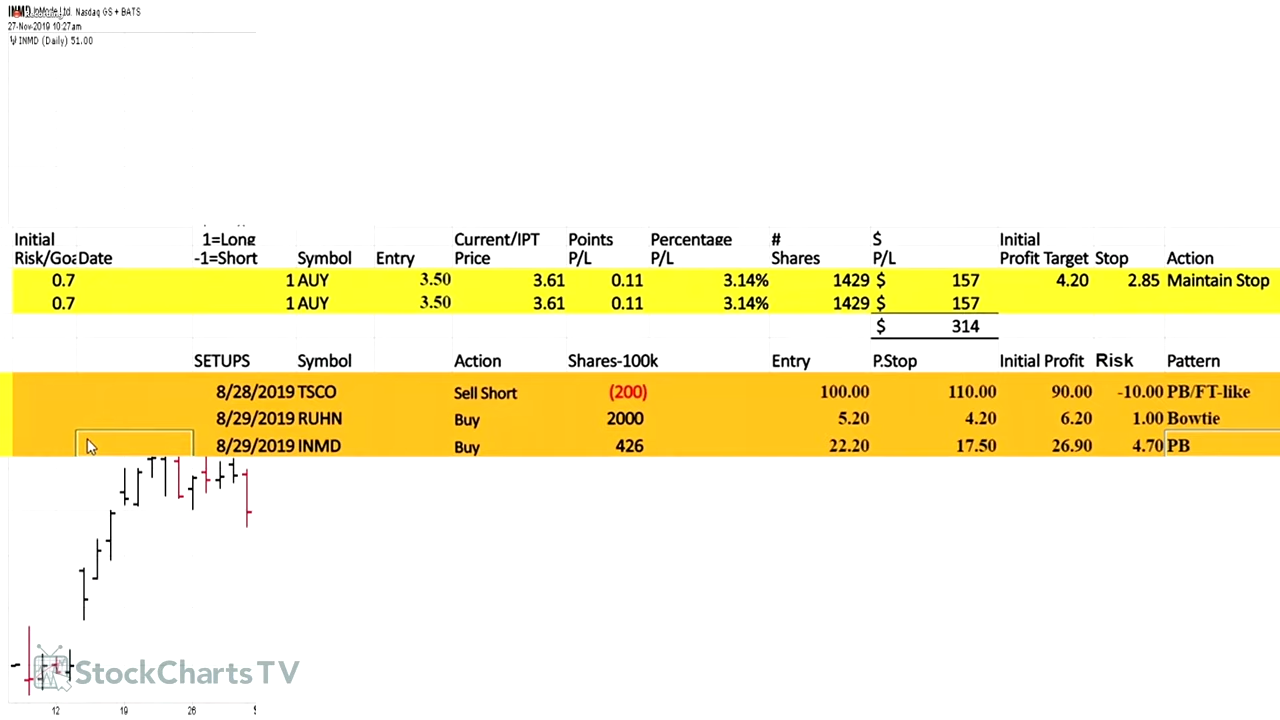 INMD InMode Ltd. Nasdaq GS + BATS
27-Nov-2019 10:27am
INMD (Daily) 51.00
Initial 1=Long Current/IPT Points Percentage # $ Initial
Date -1=Short Symbol Entry Price P/L P/L Shares P/L Profit Target Stop Action
0.7 1 AUY 3.50 3.61 0.11 3.14% 1429 $ 157 4.20 2.85 Maintain Stop
0.7 1 AUY 3.50 3.61 0.11 3.14% 1429 $ 157
$ 314
SETUPS Symbol Action Shares-100k Entry P.Stop Initial Profit Risk Pattern
8/28/2019 TSCO Sell Short (200) 100.00 110.00 90.00 -10.00 PB/FT-like
8/29/2019 RUHN Buy 2000 5.20 4.20 6.20 1.00 Bowtie
8/29/2019 INMD Buy 426 22.20 17.50 26.90 4.70 PB
StockCharts TV
12 19 26